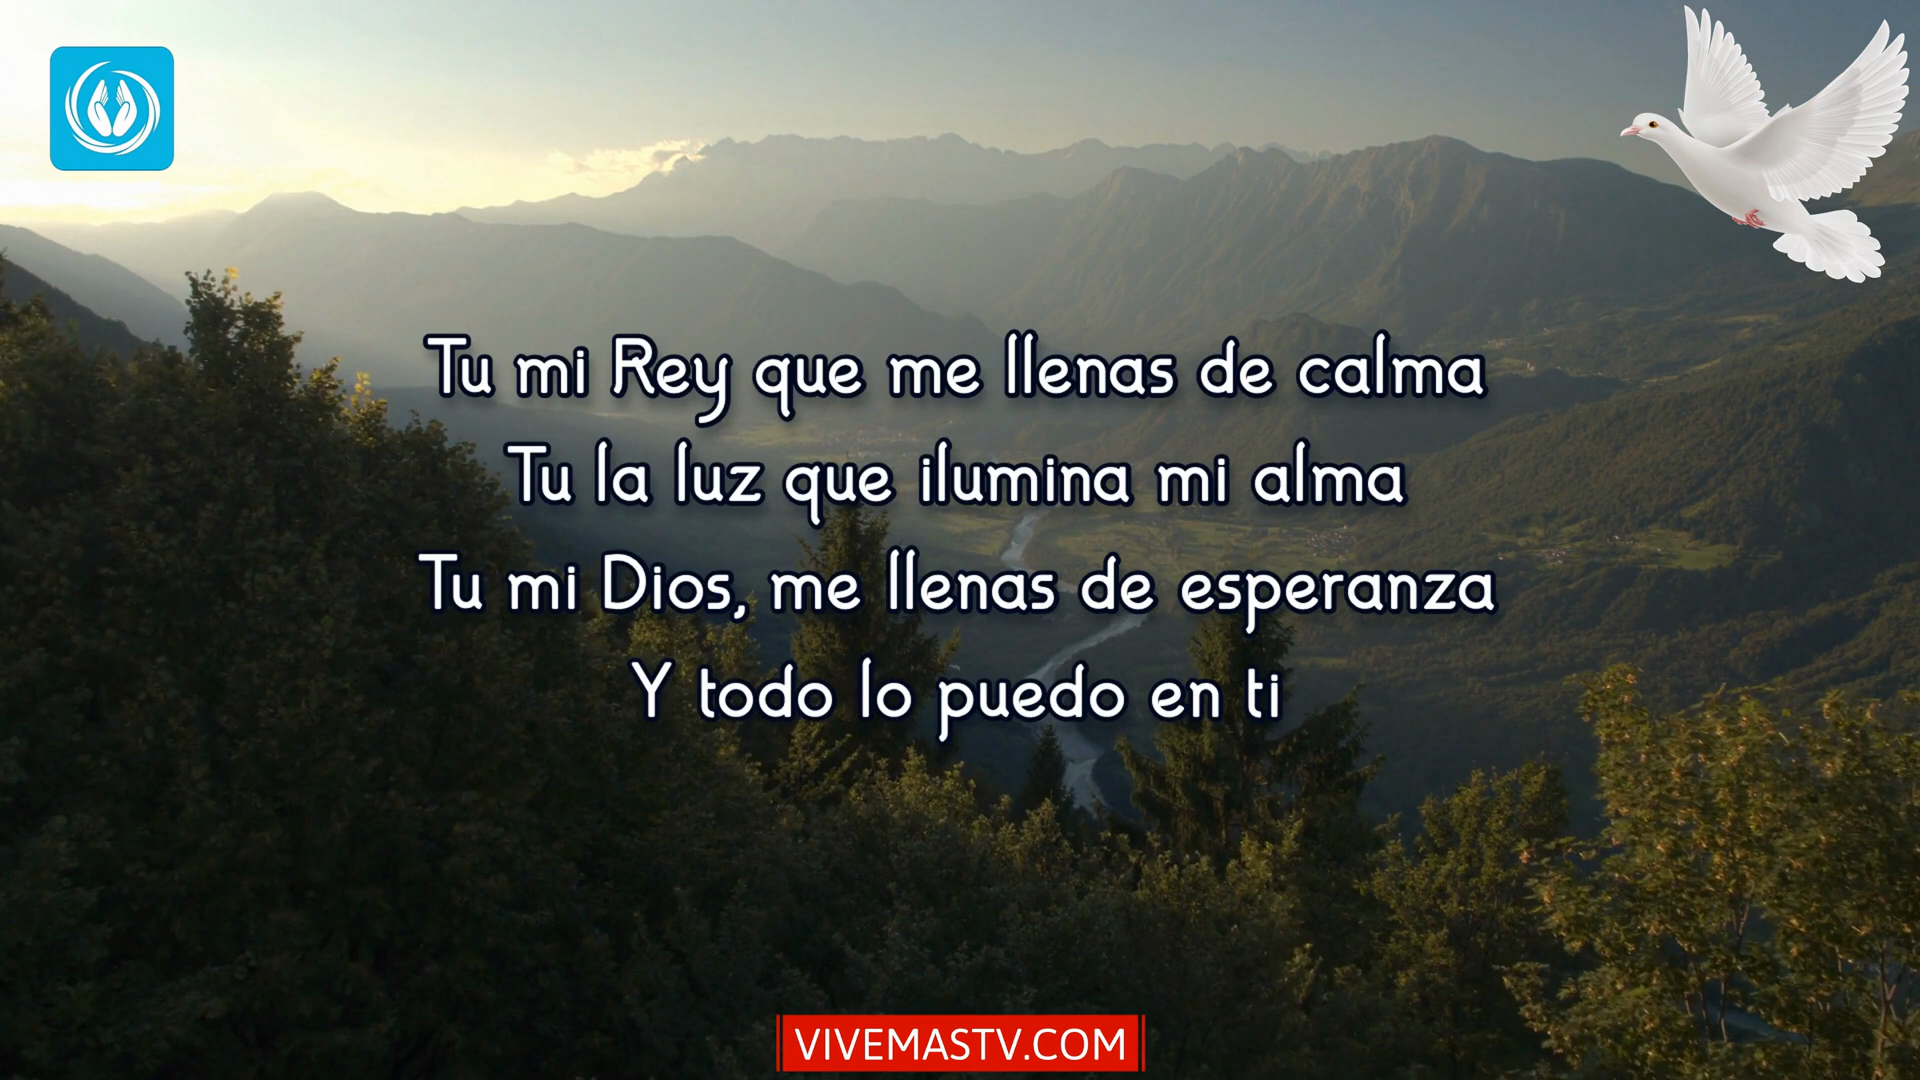 Tu mi Rey que me llenas de calma
Tu la luz que ilumina mi alma
Tu mi Dios, me llenas de esperanza
Y todo lo puedo en ti
VIVEMASTV.COM